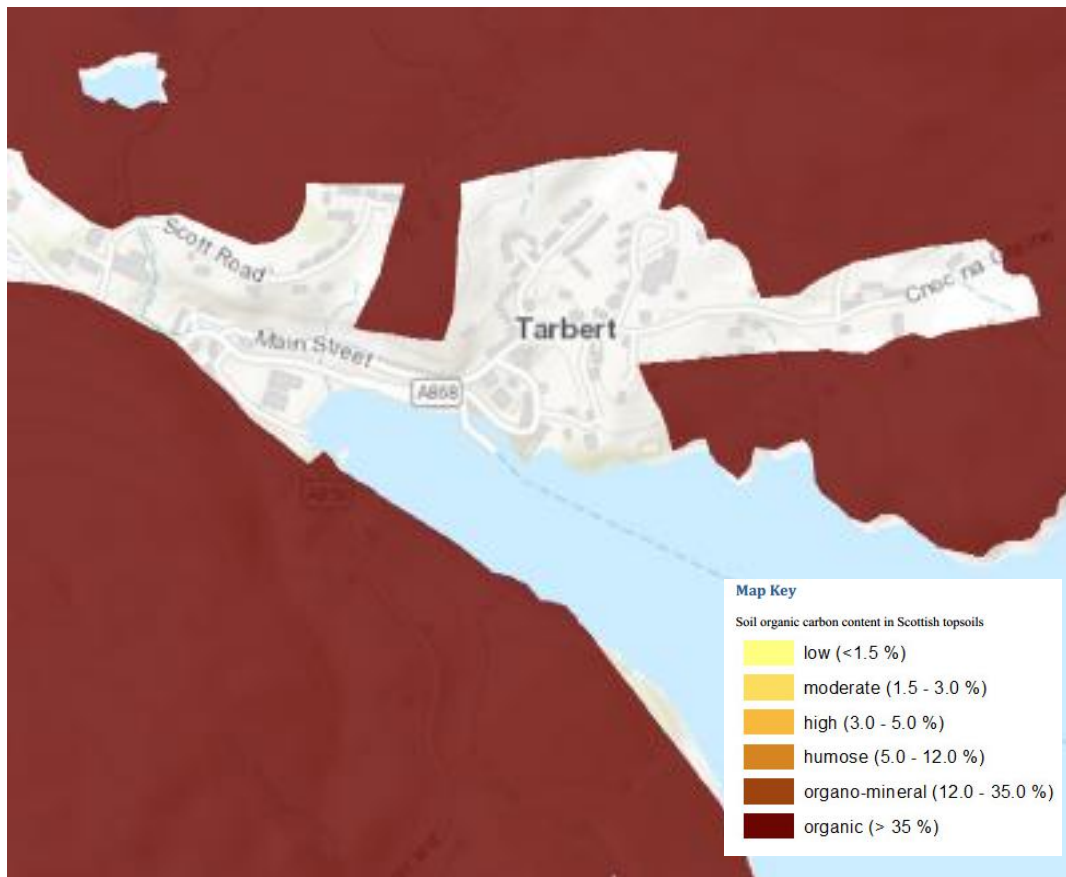 Scott Road
Main Street
Tarbert
A868
Cnoc na
Map Key
Soil organic carbon content in Scottish topsoils
low (<1.5 %)
moderate (1.5 - 3.0 %)
high (3.0 - 5.0 %)
humose (5.0 - 12.0 %)
organo-mineral (12.0 - 35.0 %)
organic (> 35 %)